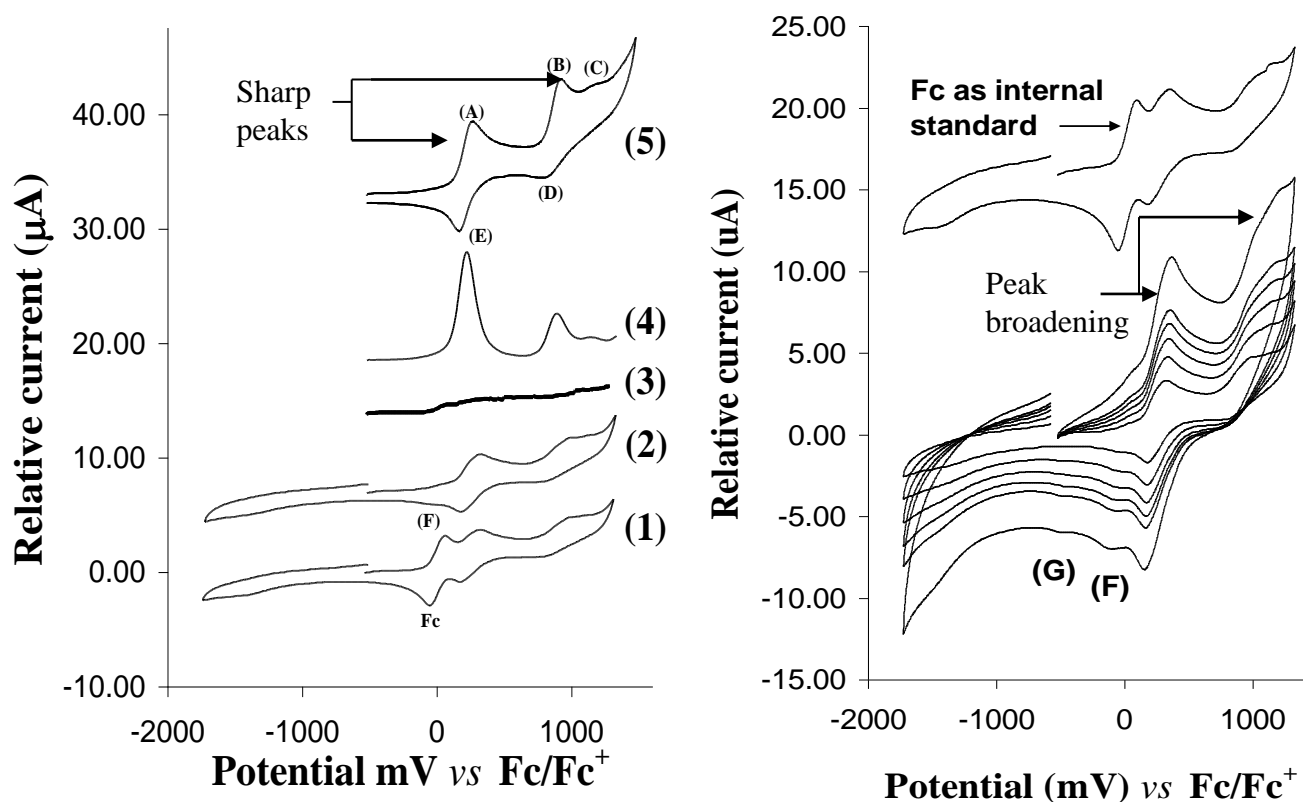 40.00
30.00
20.00
10.00
0.00
-10.00
-2000 -1000 0 1000
Relative current (μA)
Potential mV vs Fc/Fc+
Sharp
peaks
(A)
(B)
(C)
(D)
(5)
(E)
(4)
(3)
(2)
(F)
(1)
Fc
25.00
20.00
15.00
10.00
5.00
0.00
-5.00
-10.00
-15.00
-2000 -1000 0 1000
Relative current (uA)
Potential (mV) vs Fc/Fc+
Fc as internal
standard
Peak
broadening
(G)
(F)